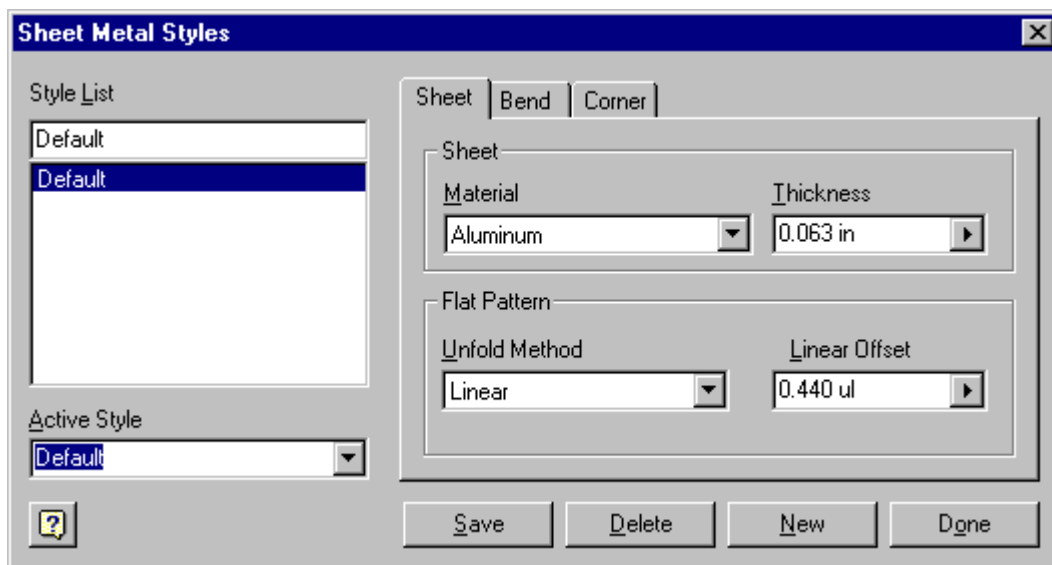 Sheet Metal Styles
Style List
Default
Default
Active Style
Default
Sheet
Bend
Corner
Sheet
Material
Thickness
Aluminum
0.063 in
Flat Pattern
Unfold Method
Linear Offset
Linear
0.440 ul
Save
Delete
New
Done